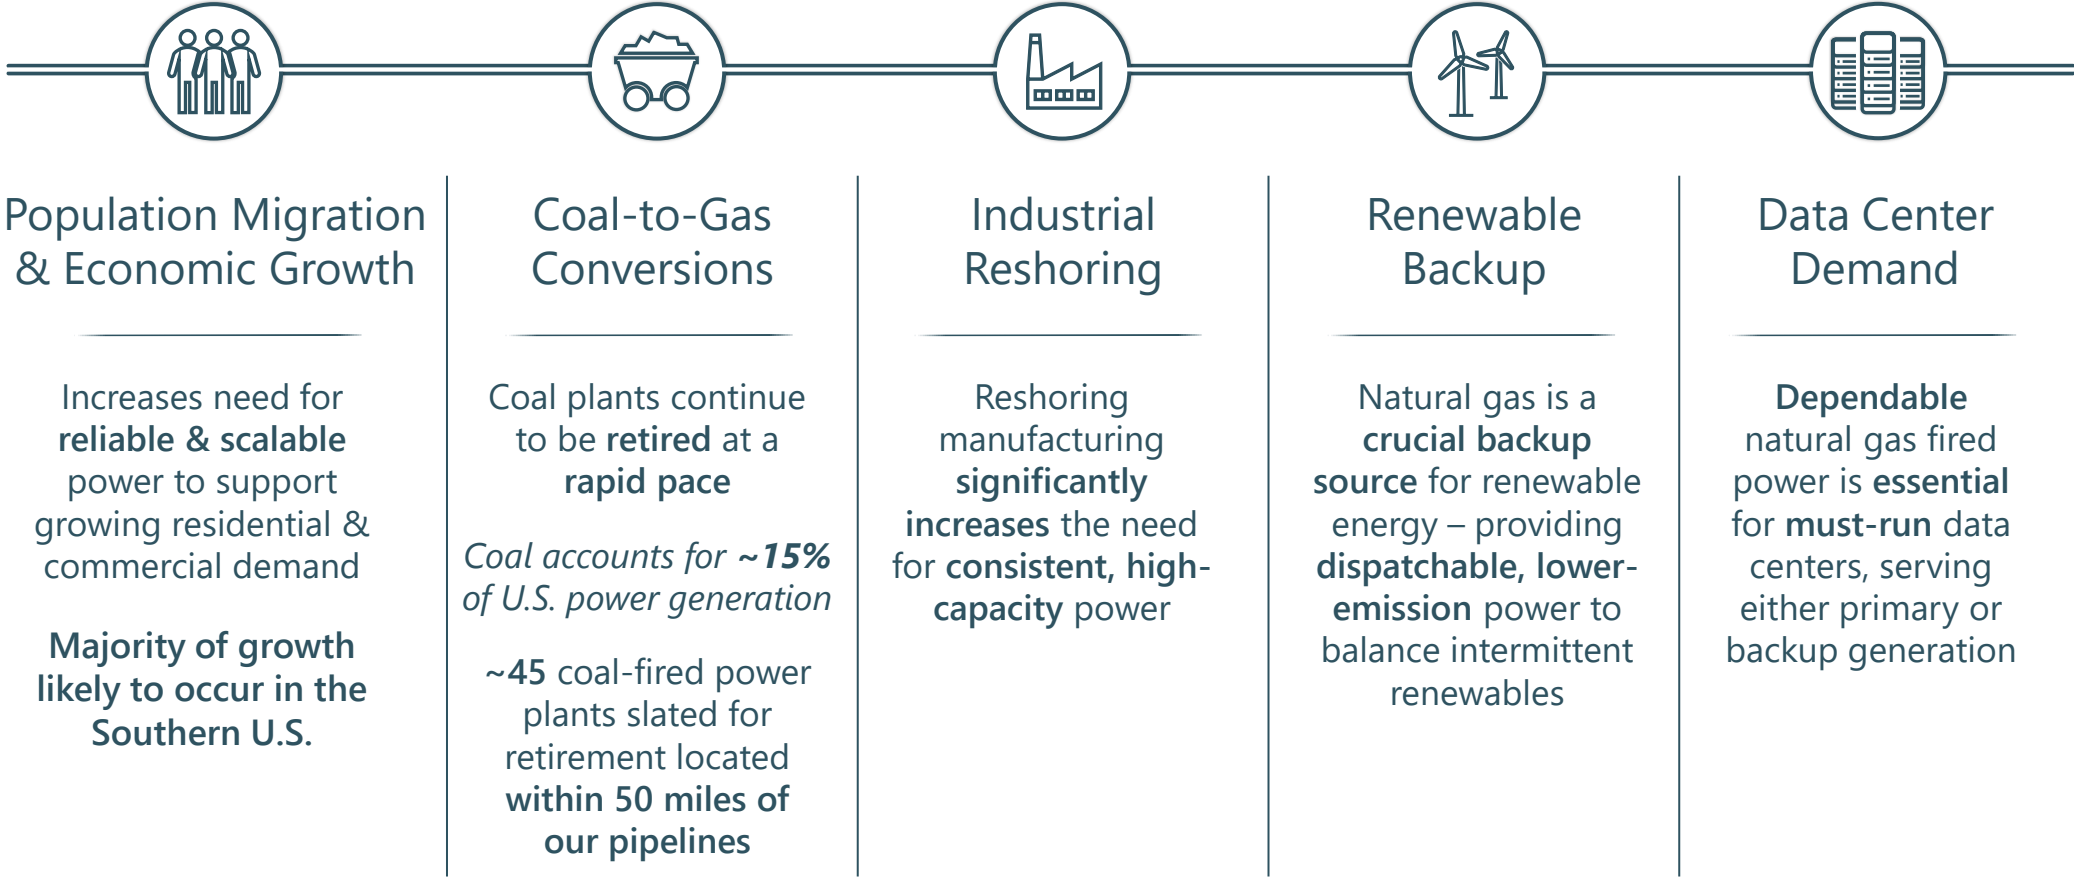 Population Migration
& Economic Growth
Increases need for
reliable & scalable
power to support
growing residential &
commercial demand
Majority of growth
likely to occur in the
Southern U.S.
Coal-to-Gas
Conversions
Coal plants continue
to be retired at a
rapid pace
Coal accounts for ~15%
of U.S. power generation
~45 coal-fired power
plants slated for
retirement located
within 50 miles of
our pipelines
Industrial
Reshoring
Reshoring
manufacturing
significantly
increases the need
for consistent, high-
capacity power
Renewable
Backup
Natural gas is a
crucial backup
source for renewable
energy – providing
dispatchable, lower-
emission power to
balance intermittent
renewables
Data Center
Demand
Dependable
natural gas fired
power is essential
for must-run data
centers, serving
either primary or
backup generation